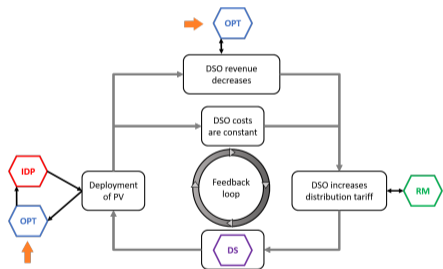 OPT
DSO revenue
decreases
DSO costs
are constant
IDP
OPT
Deployment
of PV
Feedback
loop
DSO increases
distribution tariff
RM
DS